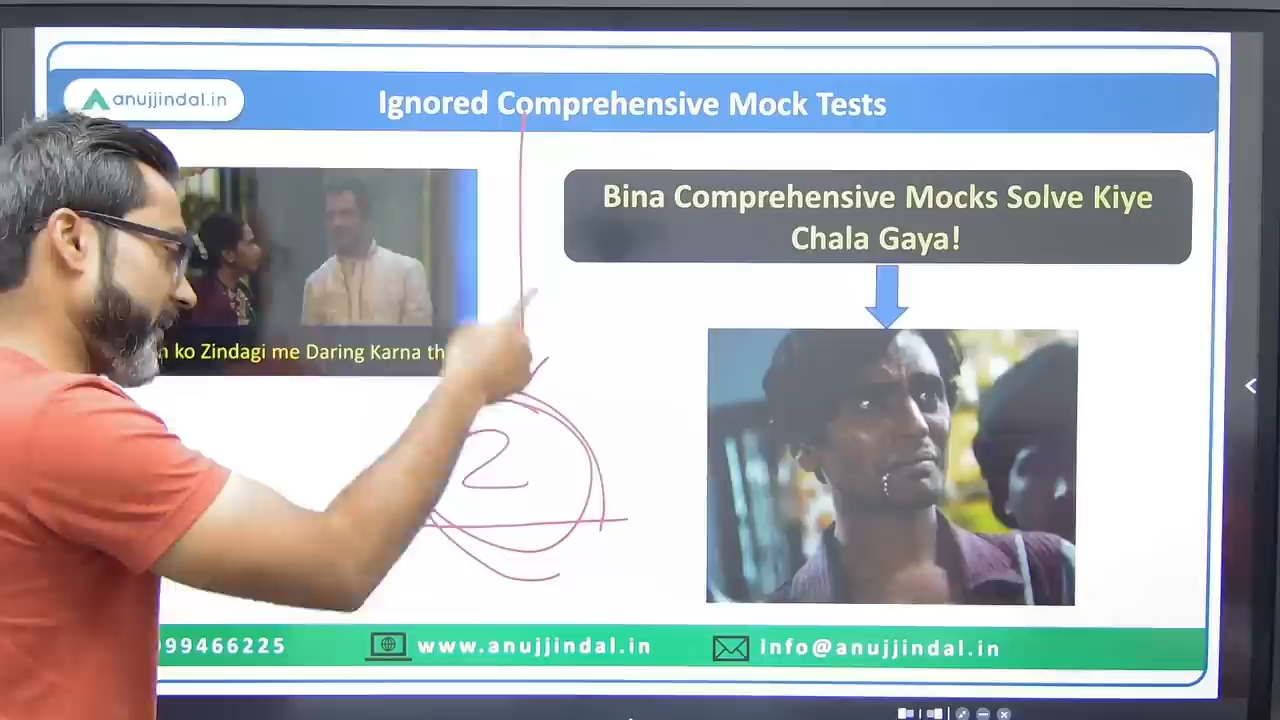 anujjindal.in
Ignored Comprehensive Mock Tests
Bina Comprehensive Mocks Solve Kiye
Chala Gaya!
ko Zindagi me Daring Karna
2
99466225
www.anujjindal.in
info@anujjindal.in